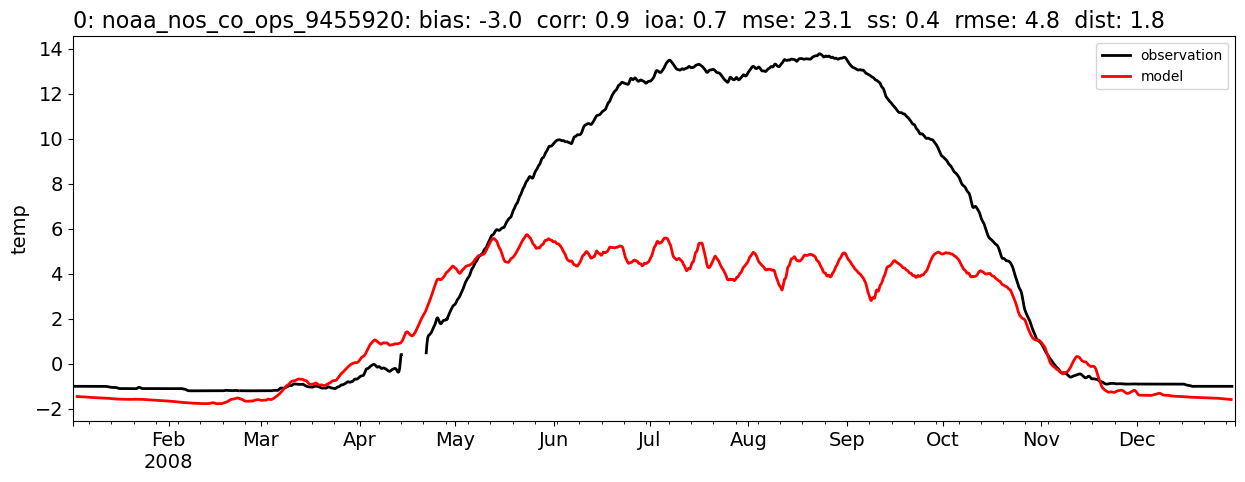 0: noaa_nos_co_ops_9455920: bias: -3.0  corr: 0.9  ioa: 0.7  mse: 23.1  ss: 0.4  rmse: 4.8  dist: 1.8
observation
model
temp
14
12
10
8
6
4
2
0
−2
Feb Mar Apr May Jun Jul Aug Sep Oct Nov Dec
2008